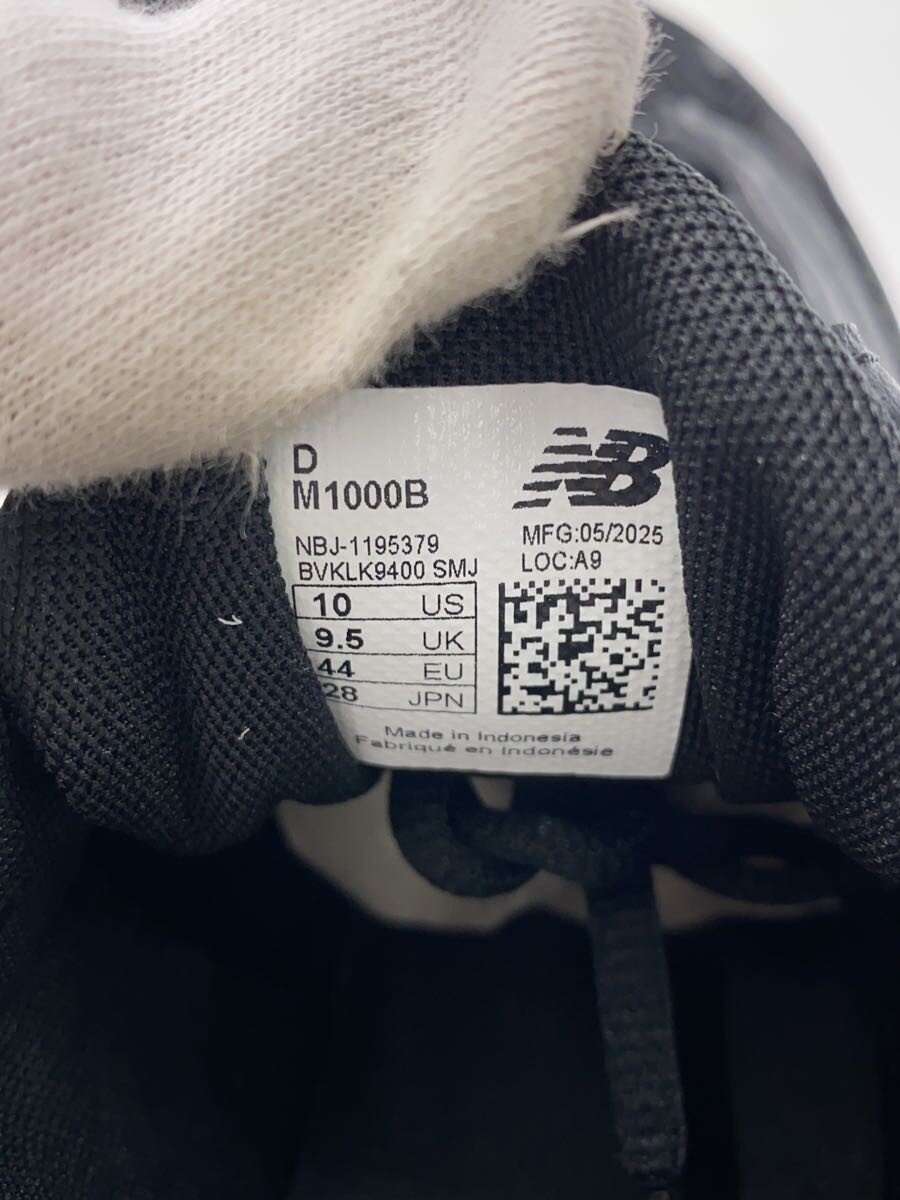 D
M1000B
NB
NBJ-1195379
BVKLK9400 SMJ
MFG:05/2025
LOC:A9
10 US
9.5 UK
44 EU
28 JPN
Made in Indonesia
Fabriqué en Indonésie